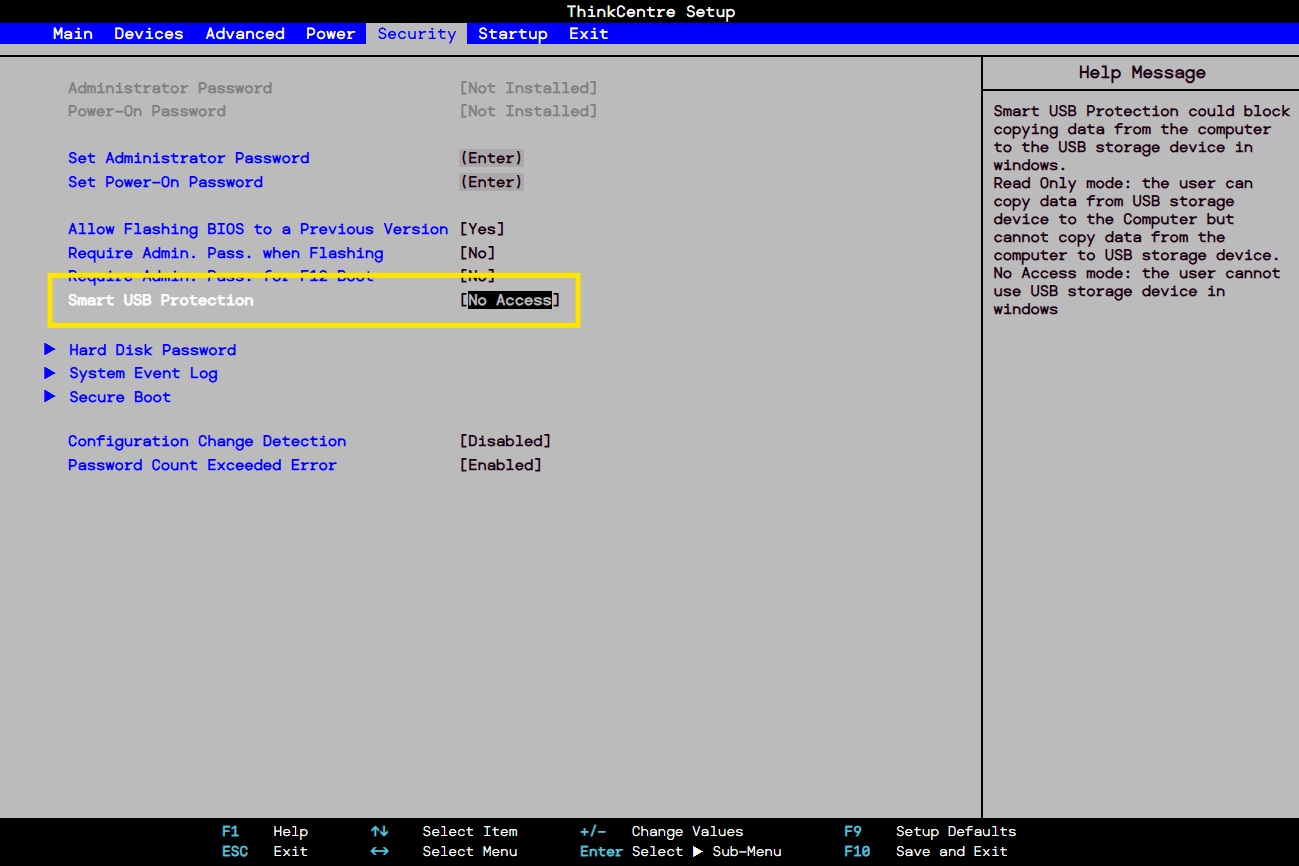 ThinkCentre Setup
Main Devices Advanced Power Security Startup Exit
Administrator Password [Not Installed]
Power-On Password [Not Installed]
Set Administrator Password (Enter)
Set Power-On Password (Enter)
Allow Flashing BIOS to a Previous Version [Yes]
Require Admin. Pass. when Flashing [No]
Require Admin. Pass. for F12 Boot [No]
Smart USB Protection [No Access]
Hard Disk Password
System Event Log
Secure Boot
Configuration Change Detection [Disabled]
Password Count Exceeded Error [Enabled]
Help Message
Smart USB Protection could block
copying data from the computer
to the USB storage device in
windows.
Read Only mode: the user can
copy data from USB storage
device to the Computer but
cannot copy data from the
computer to USB storage device.
No Access mode: the user cannot
use USB storage device in
windows
F1 Help ↑↓ Select Item +/- Change Values F9 Setup Defaults
ESC Exit ↔ Select Menu Enter Select ▶ Sub-Menu F10 Save and Exit